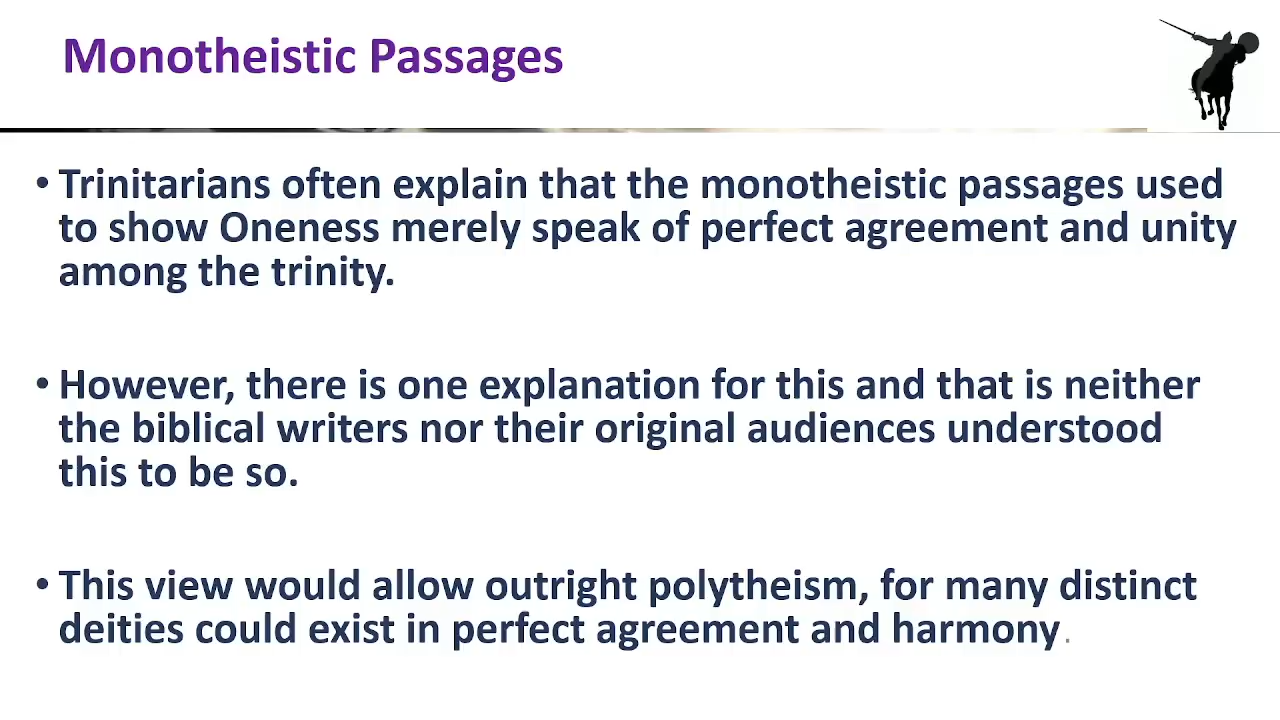 Monotheistic Passages
• Trinitarians often explain that the monotheistic passages used
to show Oneness merely speak of perfect agreement and unity
among the trinity.
• However, there is one explanation for this and that is neither
the biblical writers nor their original audiences understood
this to be so.
• This view would allow outright polytheism, for many distinct
deities could exist in perfect agreement and harmony.